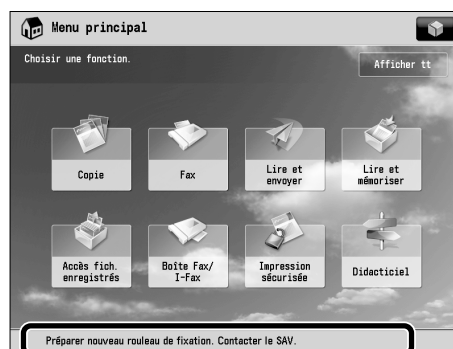 Menu principal
Choisir une fonction.
Afficher tt
Copie
Fax
Lire et
envoyer
Lire et
mémoriser
Accès fich.
enregistrés
Boîte Fax/
I-Fax
Impression
sécurisée
Didacticiel
Préparer nouveau rouleau de fixation. Contacter le SAV.